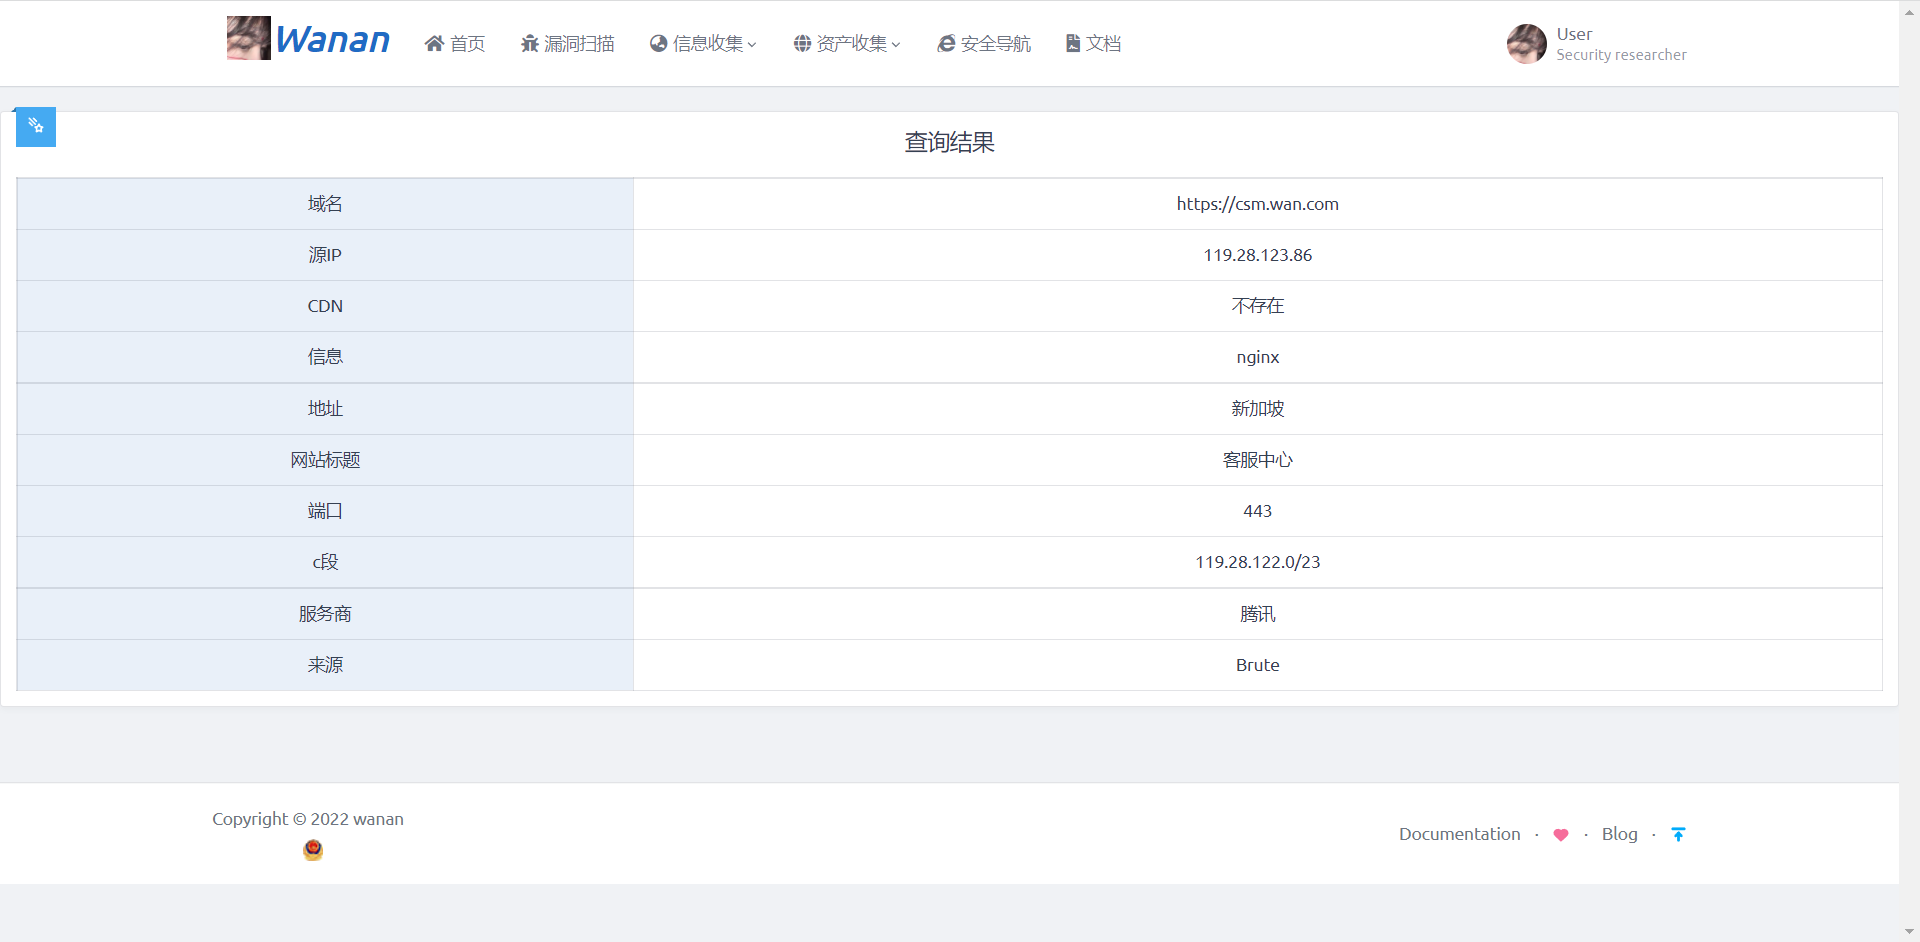 Wanan 首页 漏洞扫描 信息收集 资产收集 安全导航 文档 User
Security researcher
查询结果
域名 https://csm.wan.com
源IP 119.28.123.86
CDN 不存在
信息 nginx
地址 新加坡
网站标题 客服中心
端口 443
c段 119.28.122.0/23
服务商 腾讯
来源 Brute
Copyright © 2022 wanan
Documentation · · Blog ·